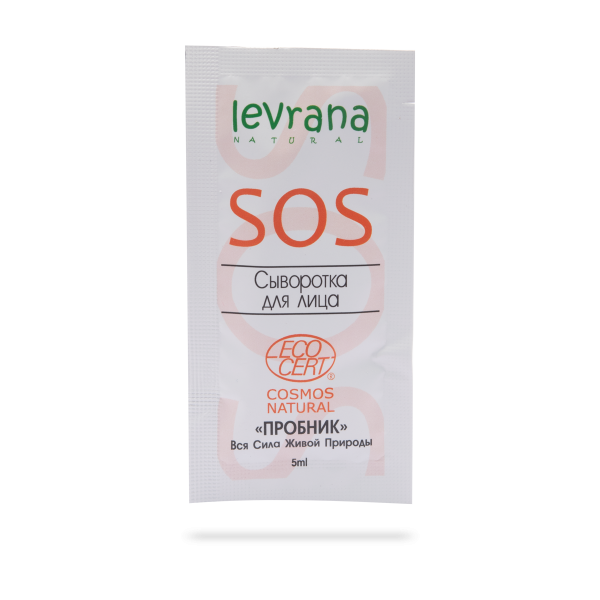 levrana
NATURAL
SOS
Сыворотка
для лица
ECO
CERT®
COSMOS
NATURAL
«ПРОБНИК»
Вся Сила Живой Природы
5ml